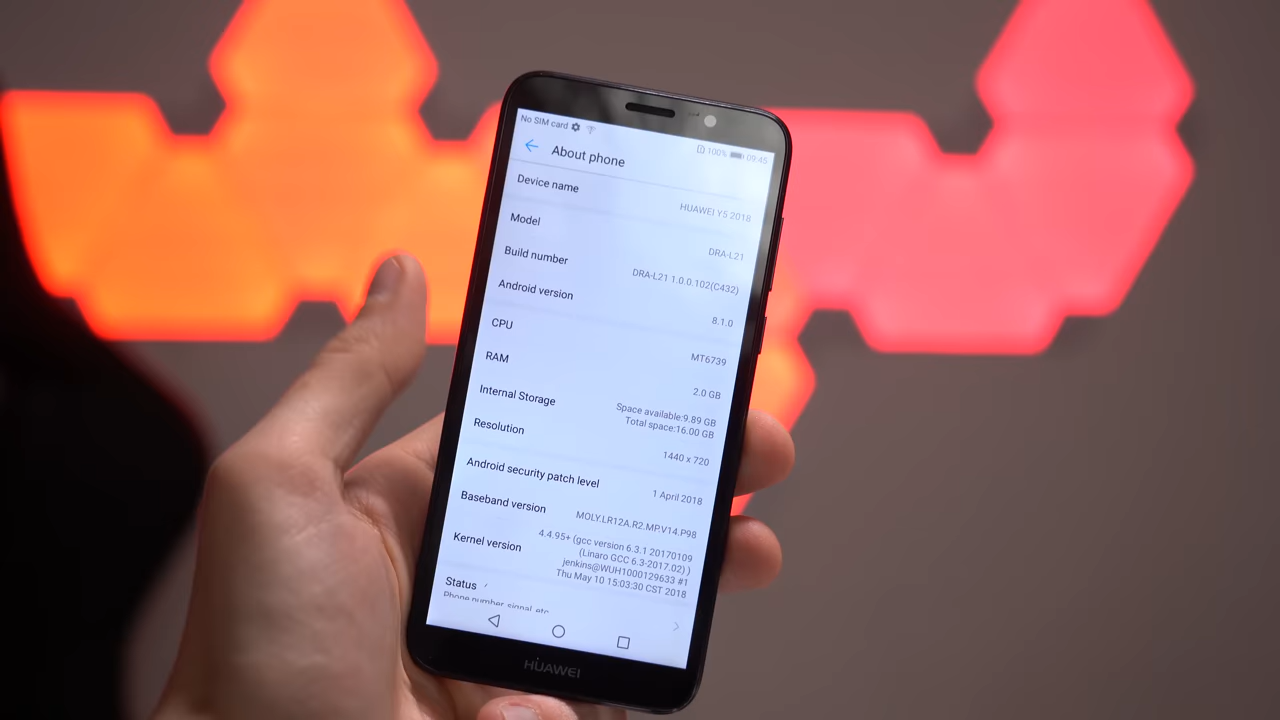 No SIM card
100% 09:45
About phone
Device name
HUAWEI Y5 2018
Model
DRA-L21
Build number
DRA-L21 1.0.0.102(C432)
Android version
8.1.0
CPU
MT6739
RAM
2.0 GB
Internal Storage
Space available:9.89 GB
Total space:16.00 GB
Resolution
1440 x 720
Android security patch level
1 April 2018
Baseband version
MOLY.LR12A.R2.MP.V14.P98
Kernel version
4.4.95+ (gcc version 6.3.1 20170109
(Linaro GCC 6.3-2017.02) )
jenkins@WUH1000129633 #1
Thu May 10 15:03:30 CST 2018
Status
Phone number, signal, etc.
HUAWEI